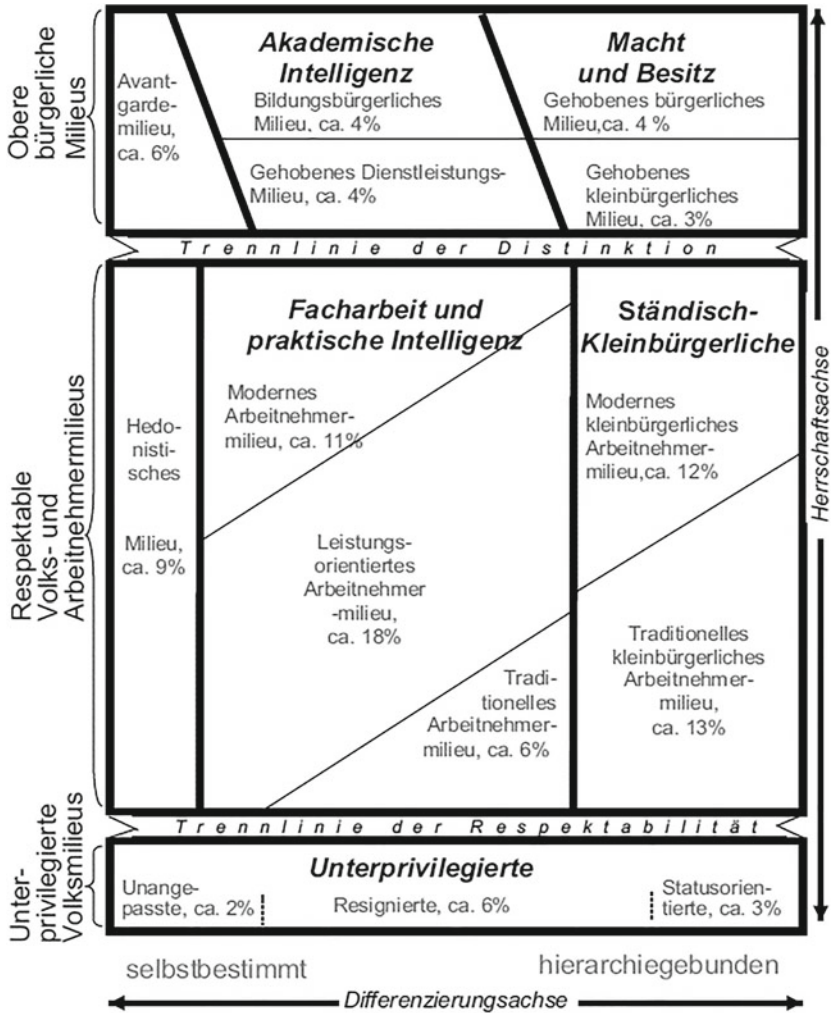 Obere
bürgerliche
Milieus
Avant-
garde-
milieu,
ca. 6%
Akademische
Intelligenz
Bildungsbürgerliches
Milieu, ca. 4%
Gehobenes Dienstleistungs-
Milieu, ca. 4%
Macht
und Besitz
Gehobenes bürgerliches
Milieu,ca. 4 %
Gehobenes
kleinbürgerliches
Milieu, ca. 3%
Trennlinie der Distinktion
Respektable
Volks- und
Arbeitnehmermilieus
Hedo-
nisti-
sches
Milieu,
ca. 9%
Facharbeit und
praktische Intelligenz
Modernes
Arbeitnehmer-
milieu, ca. 11%
Leistungs-
orientiertes
Arbeitnehmer
-milieu,
ca. 18%
Tradi-
tionelles
Arbeitnehmer-
milieu, ca. 6%
Ständisch-
Kleinbürgerliche
Modernes
kleinbürgerliches
Arbeitnehmer-
milieu,ca. 12%
Traditionelles
kleinbürgerliches
Arbeitnehmer-
milieu,
ca. 13%
Herrschaftsachse
Trennlinie der Respektabilität
Unter-
privilegierte
Volksmilieus
Unterprivilegierte
Unange-
passte, ca. 2%
Resignierte, ca. 6%
Statusorien-
tierte, ca. 3%
selbstbestimmt
hierarchiegebunden
Differenzierungsachse